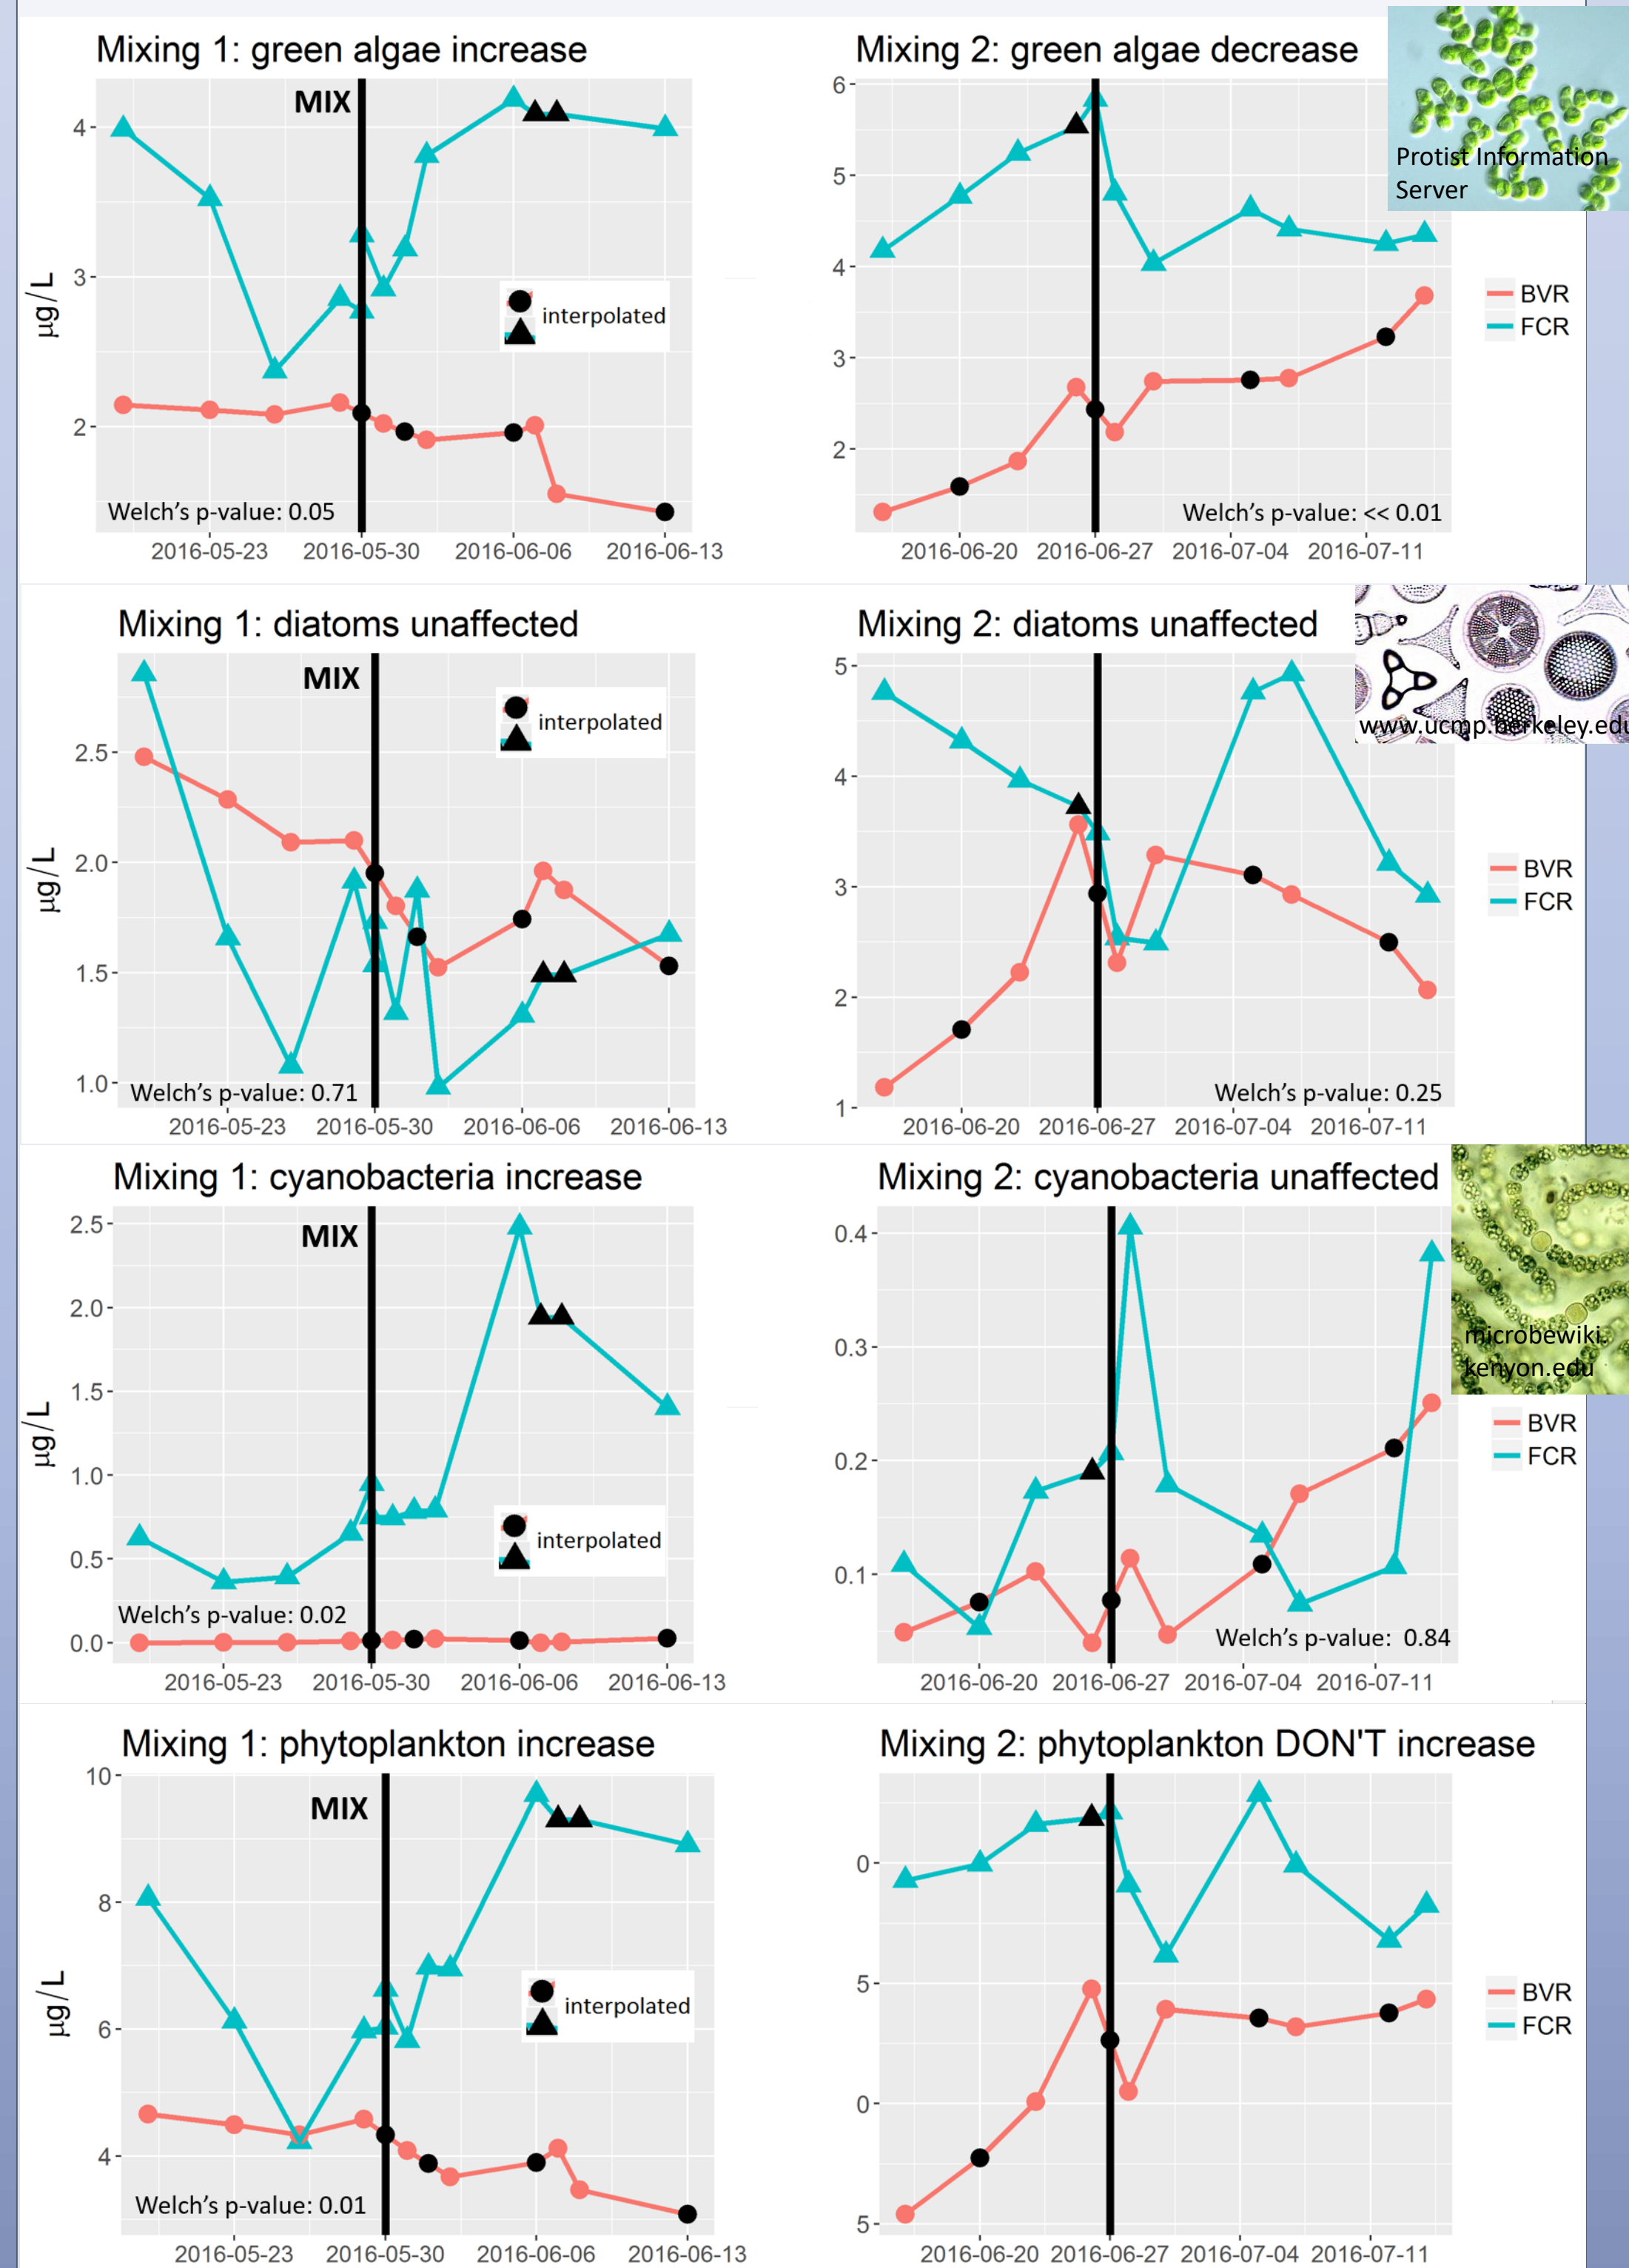 Mixing 1: green algae increase
MIX
4
3
2
µg/L
interpolated
Welch's p-value: 0.05
2016-05-23 2016-05-30 2016-06-06 2016-06-13
Mixing 2: green algae decrease
6
5
4
3
2
Protist Information
Server
BVR
FCR
Welch's p-value: << 0.01
2016-06-20 2016-06-27 2016-07-04 2016-07-11
Mixing 1: diatoms unaffected
MIX
2.5
2.0
1.5
1.0
µg/L
interpolated
Welch's p-value: 0.71
2016-05-23 2016-05-30 2016-06-06 2016-06-13
Mixing 2: diatoms unaffected
5
4
3
2
1
www.ucmp.berkeley.edu
BVR
FCR
Welch's p-value: 0.25
2016-06-20 2016-06-27 2016-07-04 2016-07-11
Mixing 1: cyanobacteria increase
MIX
2.5
2.0
1.5
1.0
0.5
0.0
µg/L
interpolated
Welch's p-value: 0.02
2016-05-23 2016-05-30 2016-06-06 2016-06-13
Mixing 2: cyanobacteria unaffected
0.4
0.3
0.2
0.1
microbewiki.
kenyon.edu
BVR
FCR
Welch's p-value: 0.84
2016-06-20 2016-06-27 2016-07-04 2016-07-11
Mixing 1: phytoplankton increase
MIX
10
8
6
4
µg/L
interpolated
Welch's p-value: 0.01
2016-05-23 2016-05-30 2016-06-06 2016-06-13
Mixing 2: phytoplankton DON'T increase
0
5
0
5
BVR
FCR
2016-06-20 2016-06-27 2016-07-04 2016-07-11